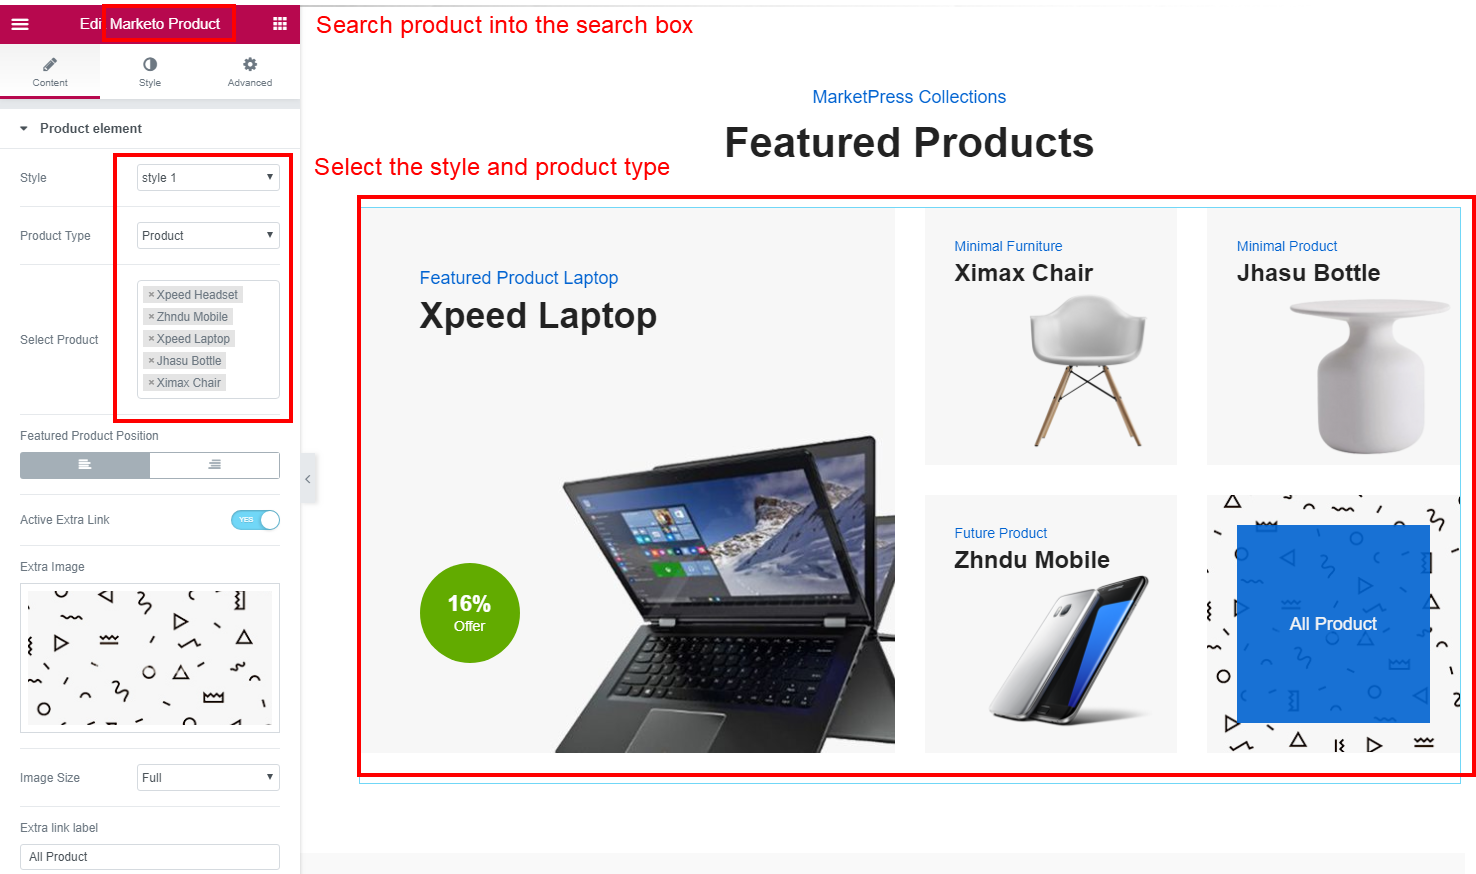 Edit Marketo Product
Search product into the search box
Content
Style
Advanced
Product element
Style
style 1
Product Type
Product
Select Product
×Xpeed Headset
×Zhndu Mobile
×Xpeed Laptop
×Jhasu Bottle
×Ximax Chair
Featured Product Position
Active Extra Link
YES
Extra Image
Image Size
Full
Extra link label
All Product
MarketPress Collections
Featured Products
Select the style and product type
Featured Product Laptop
Xpeed Laptop
16%
Offer
Minimal Furniture
Ximax Chair
Minimal Product
Jhasu Bottle
Future Product
Zhndu Mobile
All Product